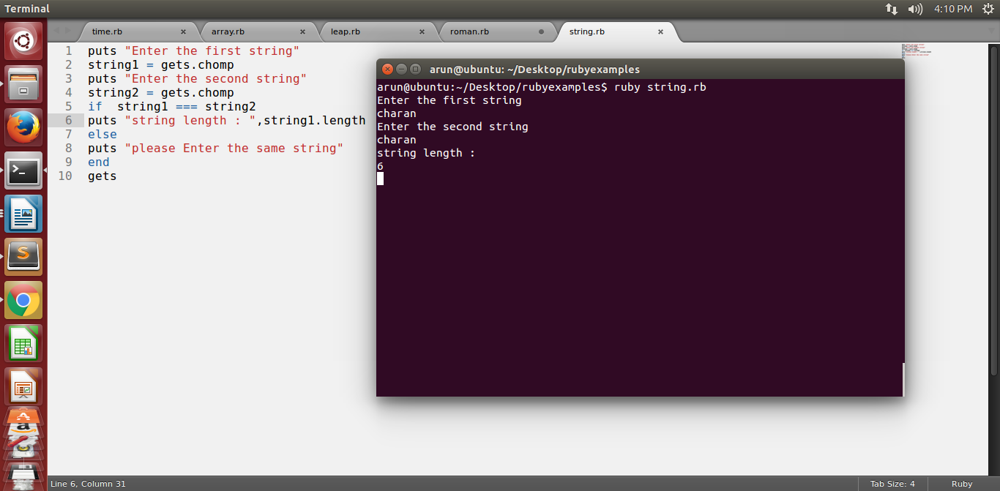 Terminal
4:10 PM
time.rb
array.rb
leap.rb
roman.rb
string.rb
1 puts "Enter the first string"
2 string1 = gets.chomp
3 puts "Enter the second string"
4 string2 = gets.chomp
5 if  string1 === string2
6 puts "string length : ",string1.length
7 else
8 puts "please Enter the same string"
9 end
10 gets
arun@ubuntu: ~/Desktop/rubyexamples
arun@ubuntu:~/Desktop/rubyexamples$ ruby string.rb
Enter the first string
charan
Enter the second string
charan
string length :
6
Line 6, Column 31
Tab Size: 4
Ruby